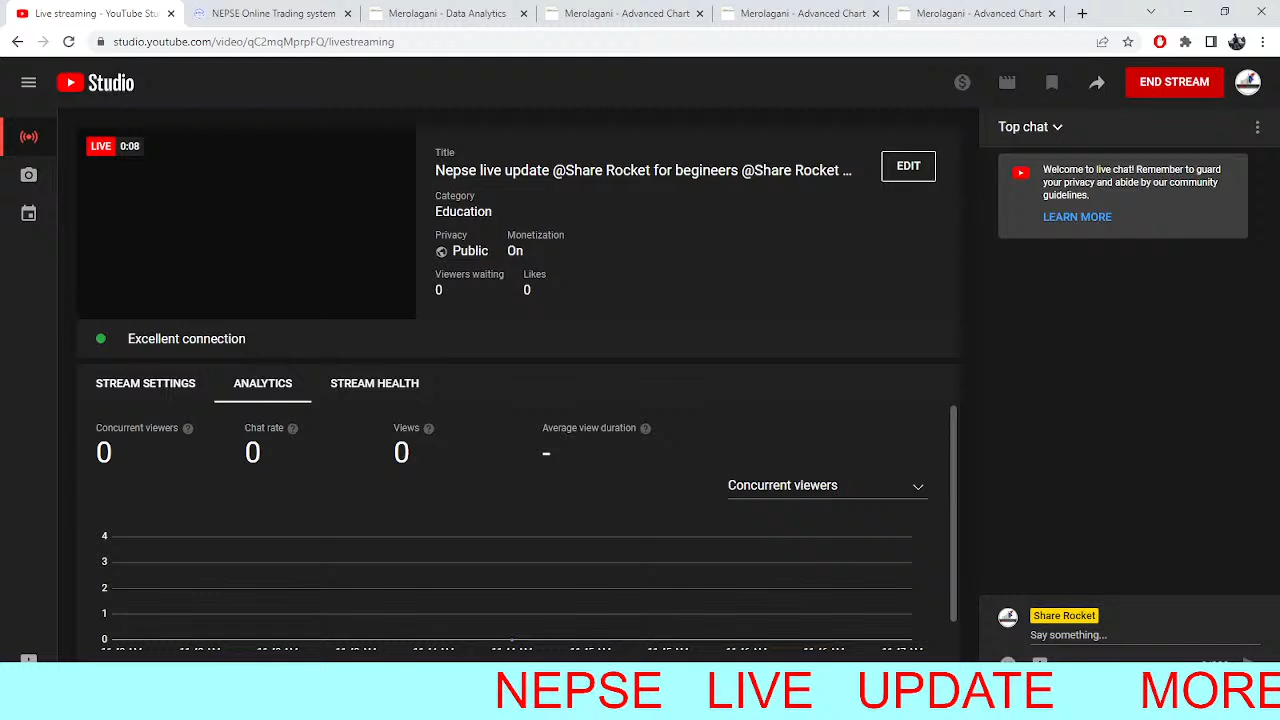 Live streaming - YouTube Stu
NEPSE Online Trading system
Merolagani - Data Analytics
Merolagani - Advanced Chart
Merolagani - Advanced Chart
Merolagani - Advanced Chart
studio.youtube.com/video/qC2mqMprpFQ/livestreaming
Studio
END STREAM
LIVE 0:08
Title
Nepse live update @Share Rocket for begineers @Share Rocket ...
EDIT
Category
Education
Privacy Monetization
Public On
Viewers waiting Likes
0 0
Excellent connection
Top chat
Welcome to live chat! Remember to guard
your privacy and abide by our community
guidelines.
LEARN MORE
STREAM SETTINGS ANALYTICS STREAM HEALTH
Concurrent viewers Chat rate Views Average view duration
0 0 0 -
Concurrent viewers
4
3
2
1
0
Share Rocket
Say something...
NEPSE LIVE UPDATE MORE